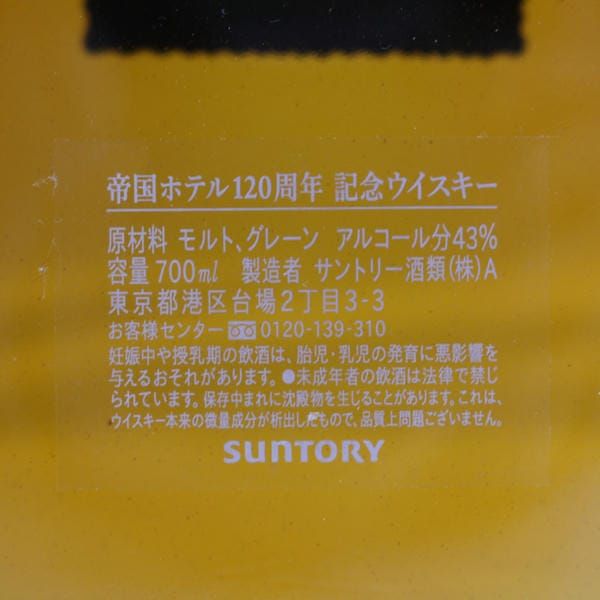 帝国ホテル120周年 記念ウイスキー
原材料 モルト、グレーン アルコール分43%
容量 700ml 製造者 サントリー酒類(株)A
東京都港区台場2丁目3-3
お客様センター 0120-139-310
妊娠中や授乳期の飲酒は、胎児・乳児の発育に悪影響を
与えるおそれがあります。●未成年者の飲酒は法律で禁じ
られています。保存中まれに沈殿物を生じることがあります。これは、
ウイスキー本来の微量成分が析出したもので、品質上問題ございません。
SUNTORY